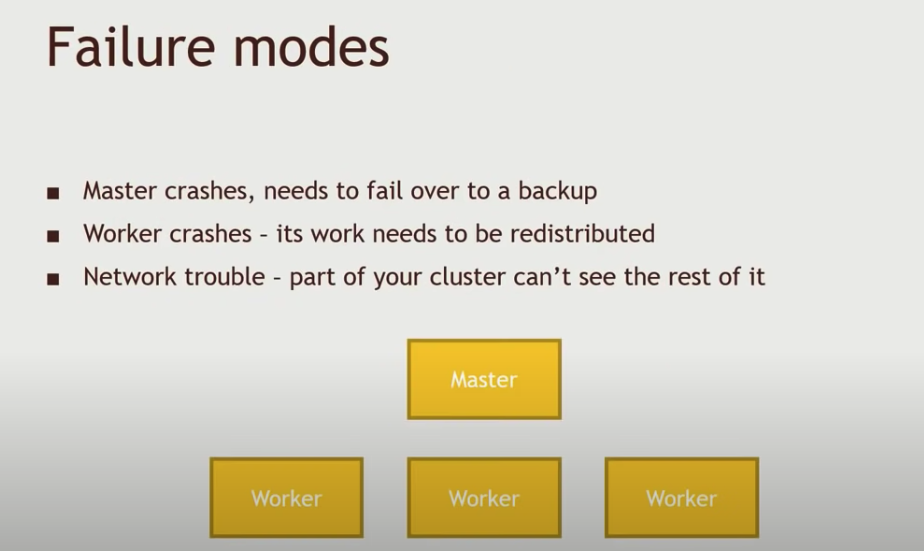 Failure modes
▪ Master crashes, needs to fail over to a backup
▪ Worker crashes – its work needs to be redistributed
▪ Network trouble – part of your cluster can’t see the rest of it
Master
Worker Worker Worker